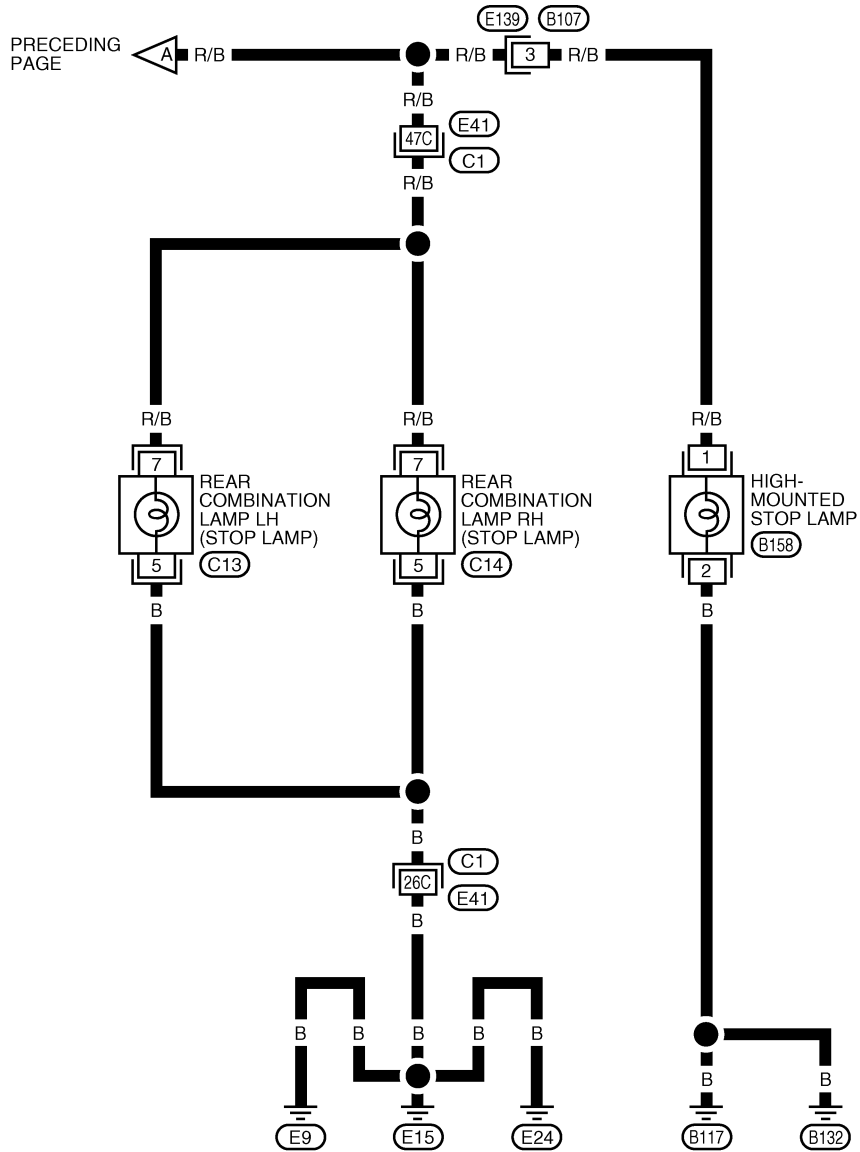 E139 B107
PRECEDING
PAGE
A R/B R/B 3 R/B
R/B
47C E41
C1
R/B
R/B R/B R/B
7 7 1
REAR
COMBINATION
LAMP LH
(STOP LAMP)
C13
REAR
COMBINATION
LAMP RH
(STOP LAMP)
C14
HIGH-
MOUNTED
STOP LAMP
B158
5 5 2
B B B
B
C1
26C
E41
B
B B B B B
B B
E9 E15 E24 B117 B132